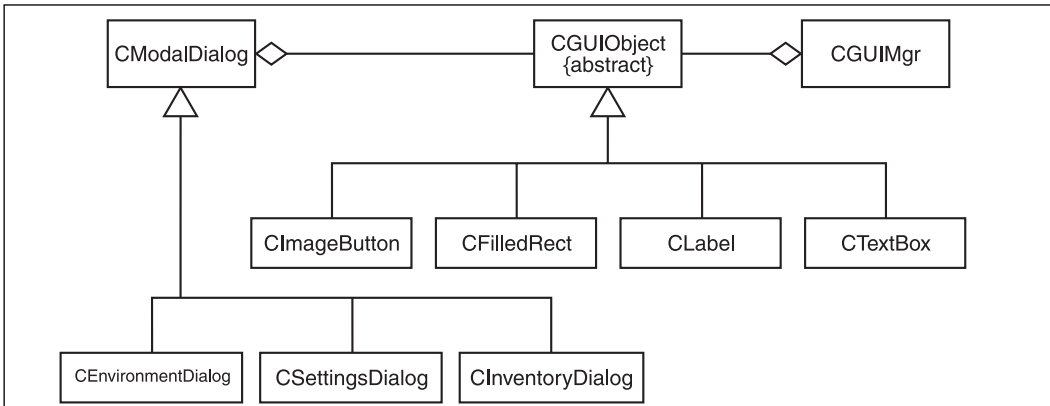 CModalDialog
CGUIObject
{abstract}
CGUIMgr
CImageButton
CFilledRect
CLabel
CTextBox
CEnvironmentDialog
CSettingsDialog
CInventoryDialog